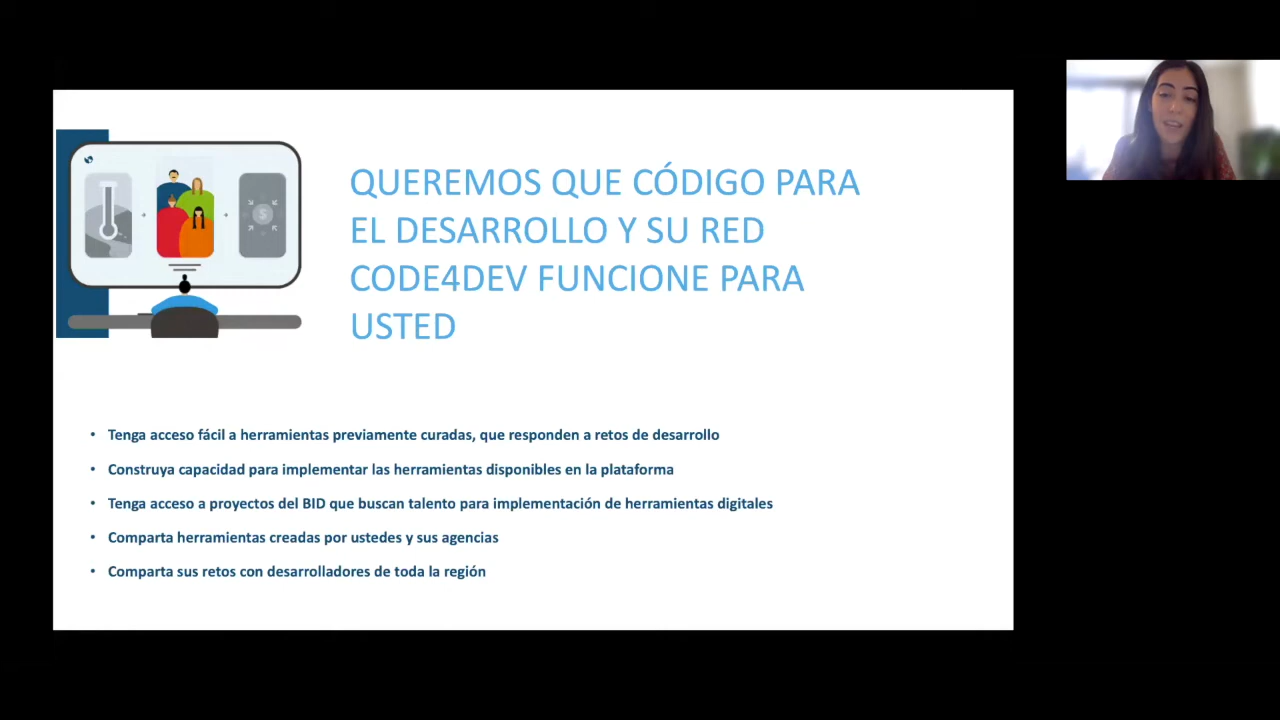 QUEREMOS QUE CÓDIGO PARA
EL DESARROLLO Y SU RED
CODE4DEV FUNCIONE PARA
USTED
• Tenga acceso fácil a herramientas previamente curadas, que responden a retos de desarrollo
• Construya capacidad para implementar las herramientas disponibles en la plataforma
• Tenga acceso a proyectos del BID que buscan talento para implementación de herramientas digitales
• Comparta herramientas creadas por ustedes y sus agencias
• Comparta sus retos con desarrolladores de toda la región